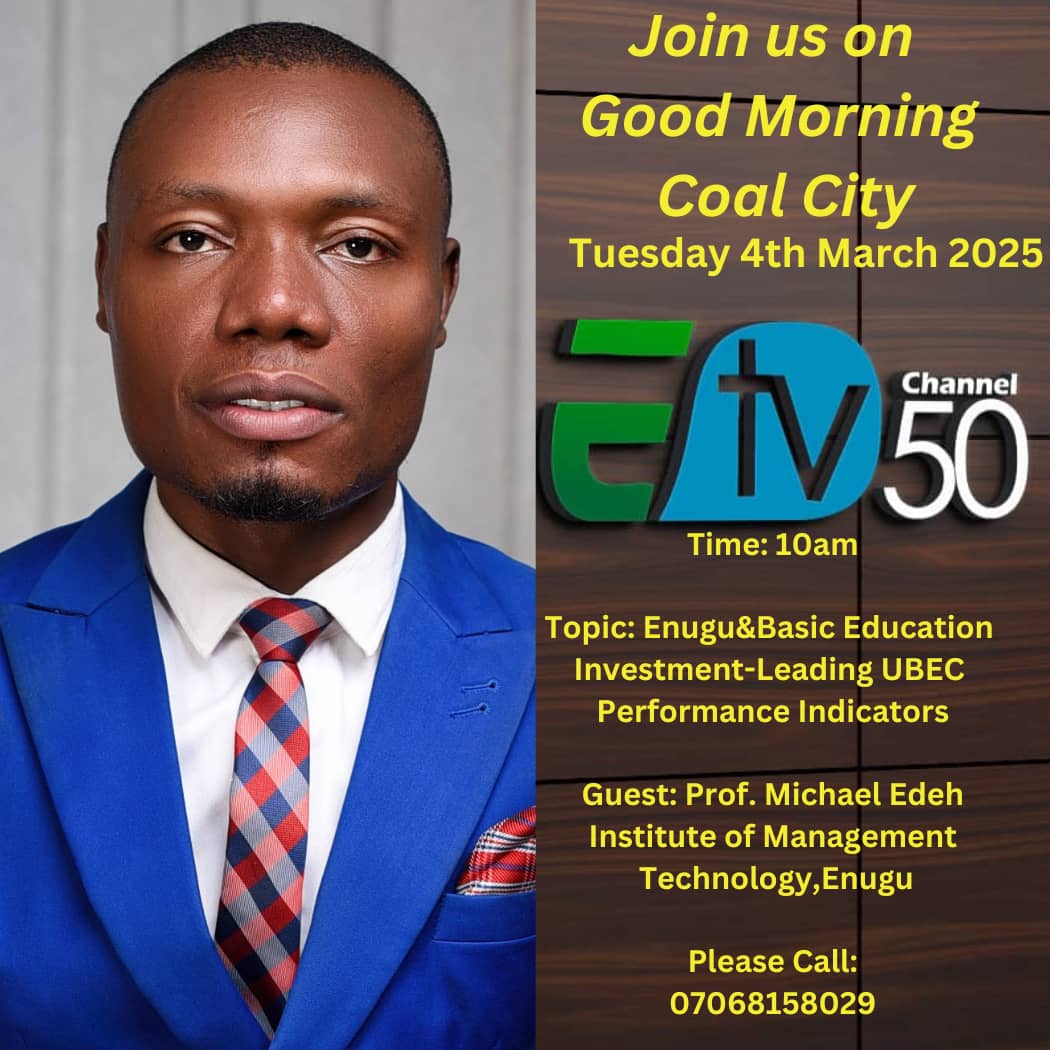 Join us on
Good Morning
Coal City
Tuesday 4th March 2025
Etv
Channel
50
Time: 10am
Topic: Enugu&Basic Education
Investment-Leading UBEC
Performance Indicators
Guest: Prof. Michael Edeh
Institute of Management
Technology,Enugu
Please Call:
07068158029